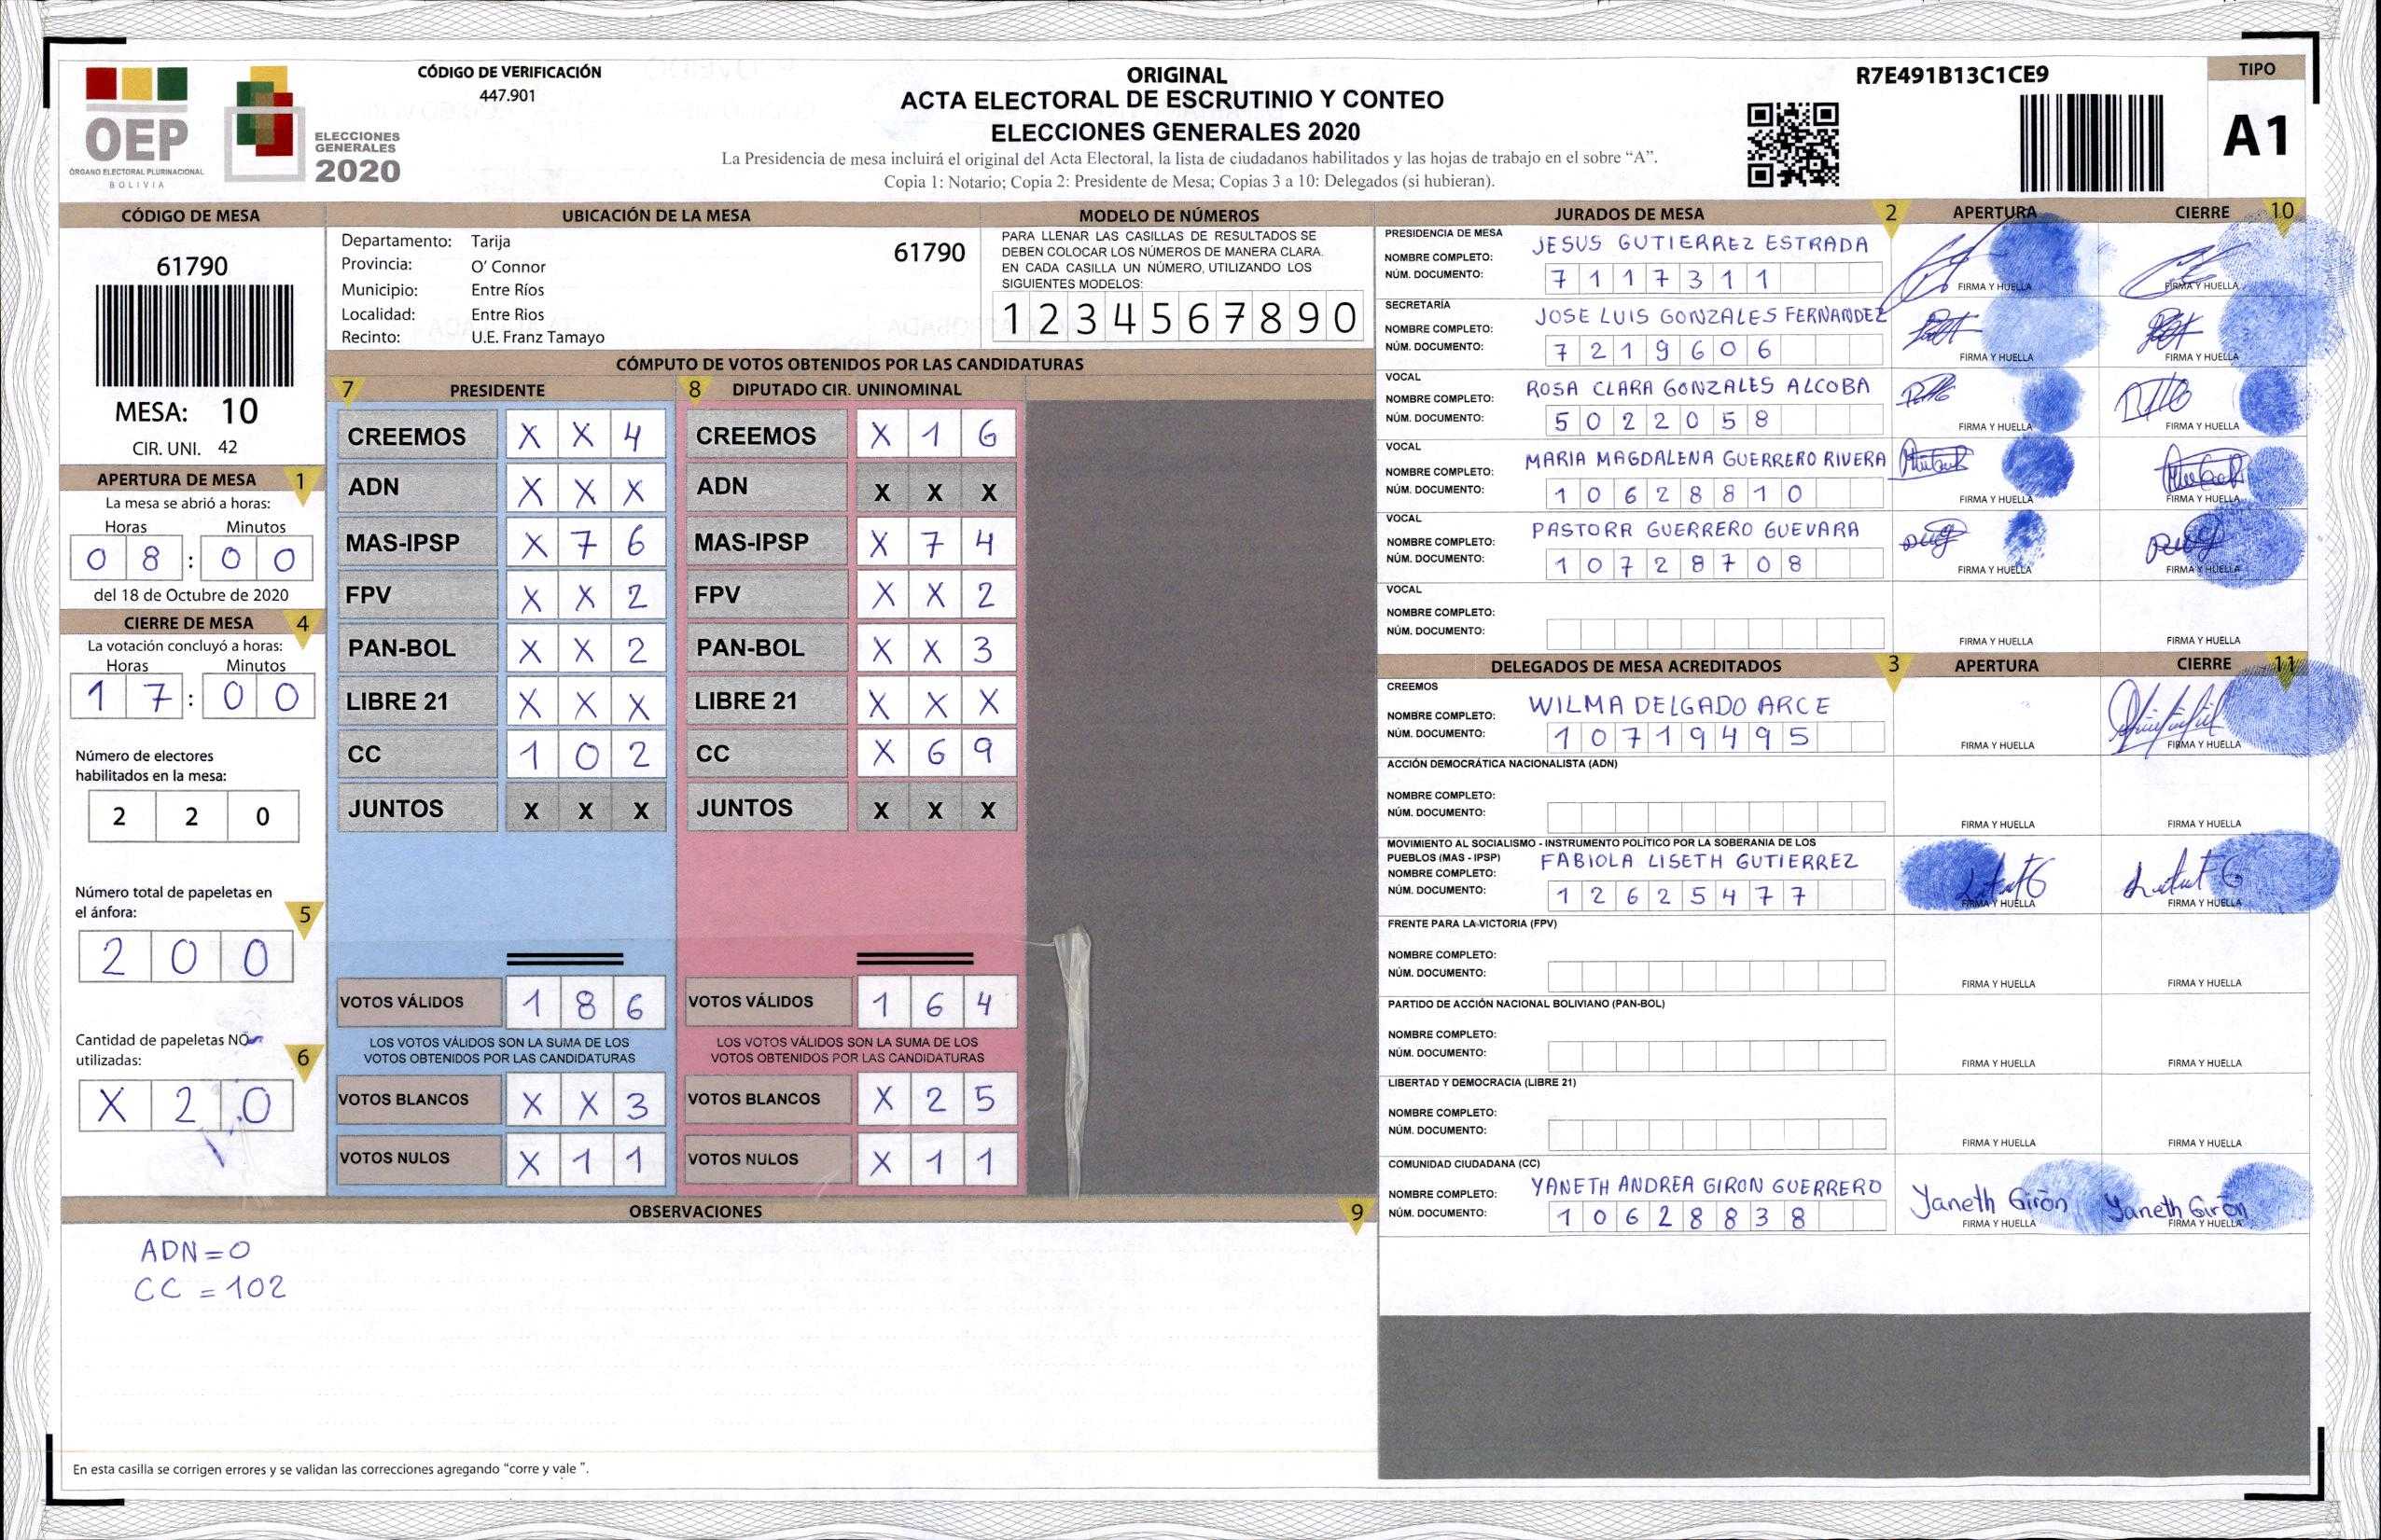 OEP
ÓRGANO ELECTORAL PLURINACIONAL
BOLIVIA
ELECCIONES
GENERALES
2020
CÓDIGO DE VERIFICACIÓN
447.901
ORIGINAL
ACTA ELECTORAL DE ESCRUTINIO Y CONTEO
ELECCIONES GENERALES 2020
La Presidencia de mesa incluirá el original del Acta Electoral, la lista de ciudadanos habilitados y las hojas de trabajo en el sobre “A”.
Copia 1: Notario; Copia 2: Presidente de Mesa; Copias 3 a 10: Delegados (si hubieran).
R7E491B13C1CE9
TIPO
A1
CÓDIGO DE MESA
61790
MESA: 10
CIR. UNI. 42
APERTURA DE MESA 1
La mesa se abrió a horas:
Horas Minutos
0 8 : 0 0
del 18 de Octubre de 2020
CIERRE DE MESA 4
La votación concluyó a horas:
Horas Minutos
1 7 : 0 0
Número de electores
habilitados en la mesa:
2 2 0
Número total de papeletas en
el ánfora: 5
2 0 0
Cantidad de papeletas NO
utilizadas: 6
X 2 0
UBICACIÓN DE LA MESA
Departamento: Tarija 61790
Provincia: O' Connor
Municipio: Entre Ríos
Localidad: Entre Rios
Recinto: U.E. Franz Tamayo
MODELO DE NÚMEROS
PARA LLENAR LAS CASILLAS DE RESULTADOS SE
DEBEN COLOCAR LOS NÚMEROS DE MANERA CLARA.
EN CADA CASILLA UN NÚMERO, UTILIZANDO LOS
SIGUIENTES MODELOS:
1 2 3 4 5 6 7 8 9 0
CÓMPUTO DE VOTOS OBTENIDOS POR LAS CANDIDATURAS
7 PRESIDENTE
CREEMOS X X 4
ADN X X X
MAS-IPSP X 7 6
FPV X X 2
PAN-BOL X X 2
LIBRE 21 X X X
CC 1 0 2
JUNTOS X X X
VOTOS VÁLIDOS 1 8 6
LOS VOTOS VÁLIDOS SON LA SUMA DE LOS
VOTOS OBTENIDOS POR LAS CANDIDATURAS
VOTOS BLANCOS X X 3
VOTOS NULOS X 1 1
8 DIPUTADO CIR. UNINOMINAL
CREEMOS X 1 6
ADN X X X
MAS-IPSP X 7 4
FPV X X 2
PAN-BOL X X 3
LIBRE 21 X X X
CC X 6 9
JUNTOS X X X
VOTOS VÁLIDOS 1 6 4
LOS VOTOS VÁLIDOS SON LA SUMA DE LOS
VOTOS OBTENIDOS POR LAS CANDIDATURAS
VOTOS BLANCOS X 2 5
VOTOS NULOS X 1 1
OBSERVACIONES 9
ADN = 0
CC = 102
En esta casilla se corrigen errores y se validan las correcciones agregando “corre y vale ”.
JURADOS DE MESA 2 APERTURA CIERRE 10
PRESIDENCIA DE MESA
NOMBRE COMPLETO: JESUS GUTIERREZ ESTRADA
NÚM. DOCUMENTO: 7 1 1 7 3 1 1
FIRMA Y HUELLA FIRMA Y HUELLA
SECRETARÍA
NOMBRE COMPLETO: JOSE LUIS GONZALES FERNANDEZ
NÚM. DOCUMENTO: 7 2 1 9 6 0 6
FIRMA Y HUELLA FIRMA Y HUELLA
VOCAL
NOMBRE COMPLETO: ROSA CLARA GONZALES ALCOBA
NÚM. DOCUMENTO: 5 0 2 2 0 5 8
FIRMA Y HUELLA FIRMA Y HUELLA
VOCAL
NOMBRE COMPLETO: MARIA MAGDALENA GUERRERO RIVERA
NÚM. DOCUMENTO: 1 0 6 2 8 8 1 0
FIRMA Y HUELLA FIRMA Y HUELLA
VOCAL
NOMBRE COMPLETO: PASTORA GUERRERO GUEVARA
NÚM. DOCUMENTO: 1 0 7 2 8 7 0 8
FIRMA Y HUELLA FIRMA Y HUELLA
VOCAL
NOMBRE COMPLETO:
NÚM. DOCUMENTO:
FIRMA Y HUELLA FIRMA Y HUELLA
DELEGADOS DE MESA ACREDITADOS 3 APERTURA CIERRE 11
CREEMOS
NOMBRE COMPLETO: WILMA DELGADO ARCE
NÚM. DOCUMENTO: 1 0 7 1 9 4 9 5
FIRMA Y HUELLA FIRMA Y HUELLA
ACCIÓN DEMOCRÁTICA NACIONALISTA (ADN)
NOMBRE COMPLETO:
NÚM. DOCUMENTO:
FIRMA Y HUELLA FIRMA Y HUELLA
MOVIMIENTO AL SOCIALISMO - INSTRUMENTO POLÍTICO POR LA SOBERANIA DE LOS
PUEBLOS (MAS - IPSP)
NOMBRE COMPLETO: FABIOLA LISETH GUTIERREZ
NÚM. DOCUMENTO: 1 2 6 2 5 4 7 7
FIRMA Y HUELLA FIRMA Y HUELLA
FRENTE PARA LA VICTORIA (FPV)
NOMBRE COMPLETO:
NÚM. DOCUMENTO:
FIRMA Y HUELLA FIRMA Y HUELLA
PARTIDO DE ACCIÓN NACIONAL BOLIVIANO (PAN-BOL)
NOMBRE COMPLETO:
NÚM. DOCUMENTO:
FIRMA Y HUELLA FIRMA Y HUELLA
LIBERTAD Y DEMOCRACIA (LIBRE 21)
NOMBRE COMPLETO:
NÚM. DOCUMENTO:
FIRMA Y HUELLA FIRMA Y HUELLA
COMUNIDAD CIUDADANA (CC)
NOMBRE COMPLETO: YANETH ANDREA GIRON GUERRERO
NÚM. DOCUMENTO: 1 0 6 2 8 8 3 8
Yaneth Girón Yaneth Girón
FIRMA Y HUELLA FIRMA Y HUELLA